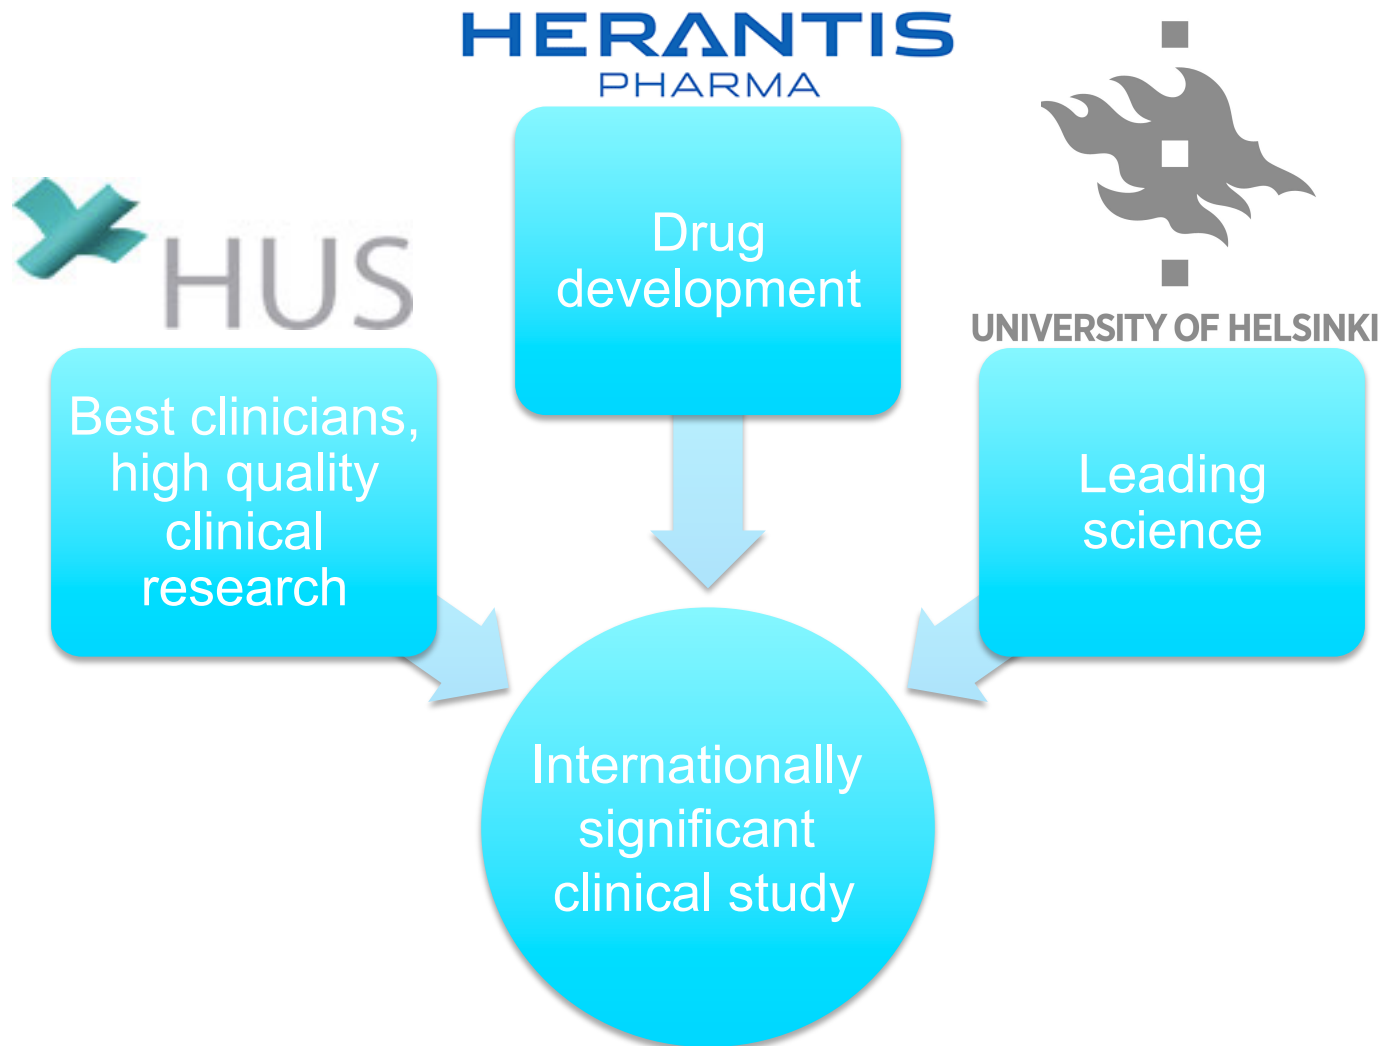 HERANTIS
PHARMA
HUS
UNIVERSITY OF HELSINKI
Drug
development
Best clinicians,
high quality
clinical
research
Leading
science
Internationally
significant
clinical study